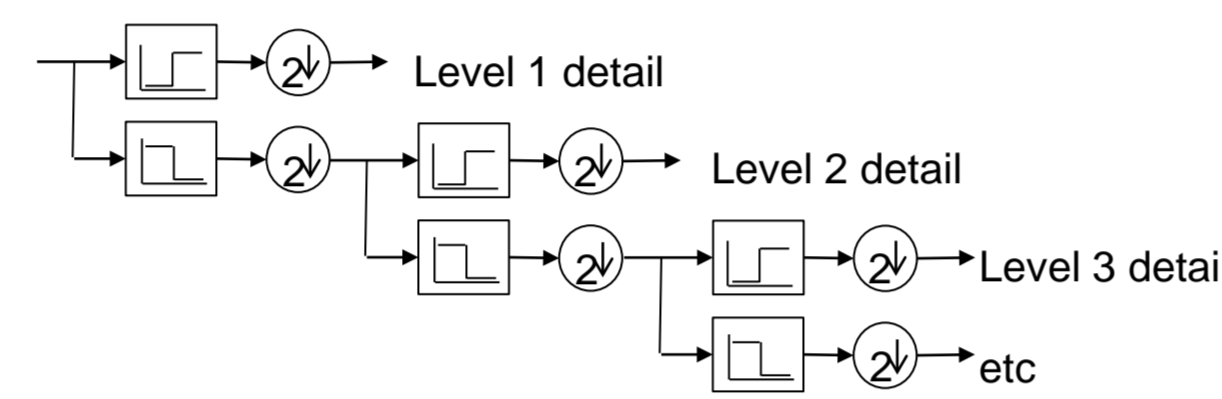 2↓ Level 1 detail
2↓ 2↓ Level 2 detail
2↓ 2↓ Level 3 detai
2↓ etc